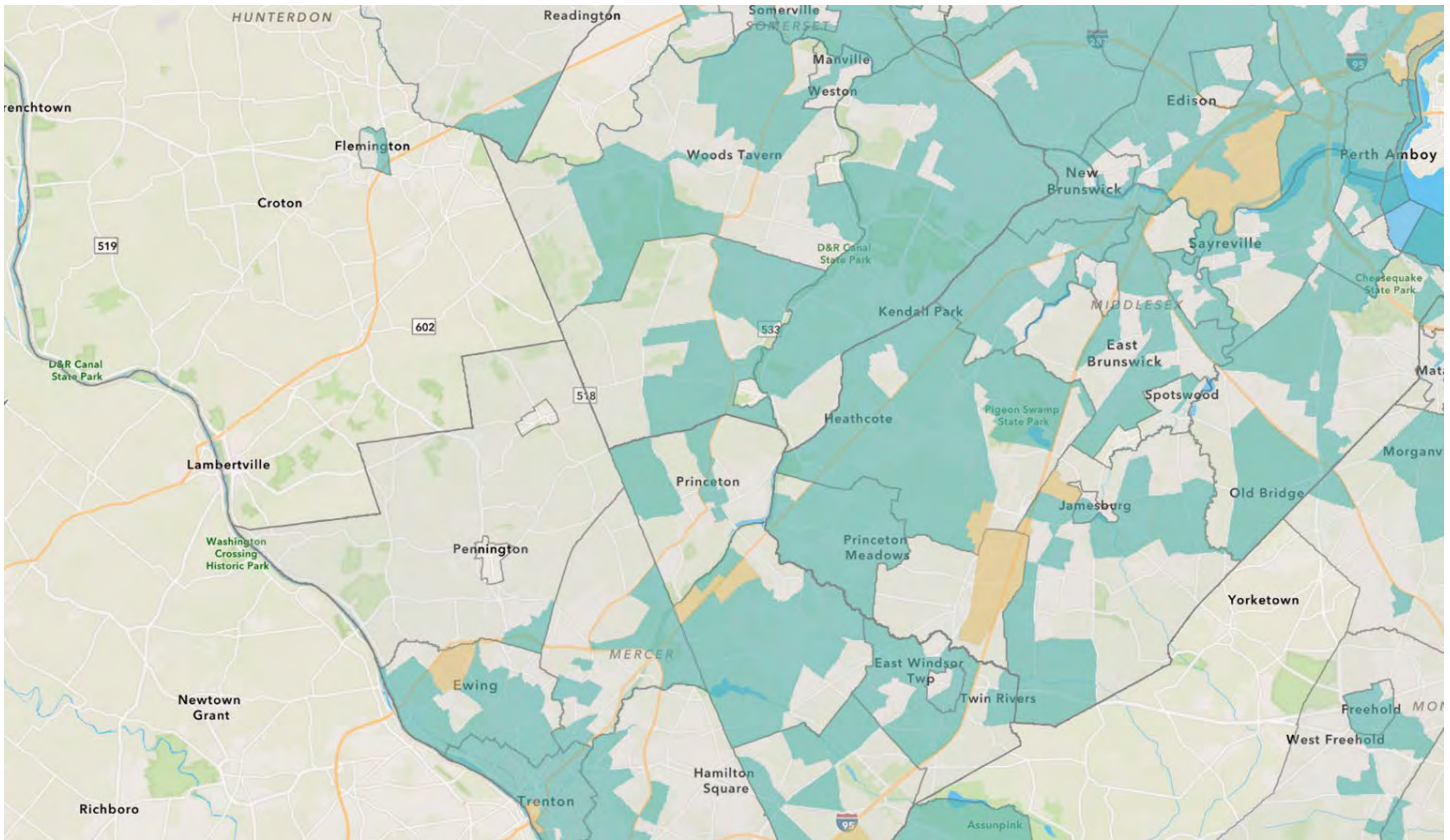 HUNTERDON
Readington
Somerville
SOMERSET
287
95
Manville
Weston
Edison
renchtown
Flemington
Woods Tavern
New
Brunswick
Perth Amboy
Croton
519
D&R Canal
State Park
Sayreville
Cheesequake
State Park
602
533
Kendall Park
MIDDLESEX
East
Brunswick
D&R Canal
State Park
518
Mata
Spotswood
Heathcote
Pigeon Swamp
State Park
Lambertville
Princeton
Morganv
Old Bridge
Jamesburg
Washington
Crossing
Historic Park
Pennington
Princeton
Meadows
Yorketown
MERCER
Ewing
East Windsor
Twp
Twin Rivers
Newtown
Grant
Freehold
MON
West Freehold
Hamilton
Square
Richboro
Trenton
95
Assunpink